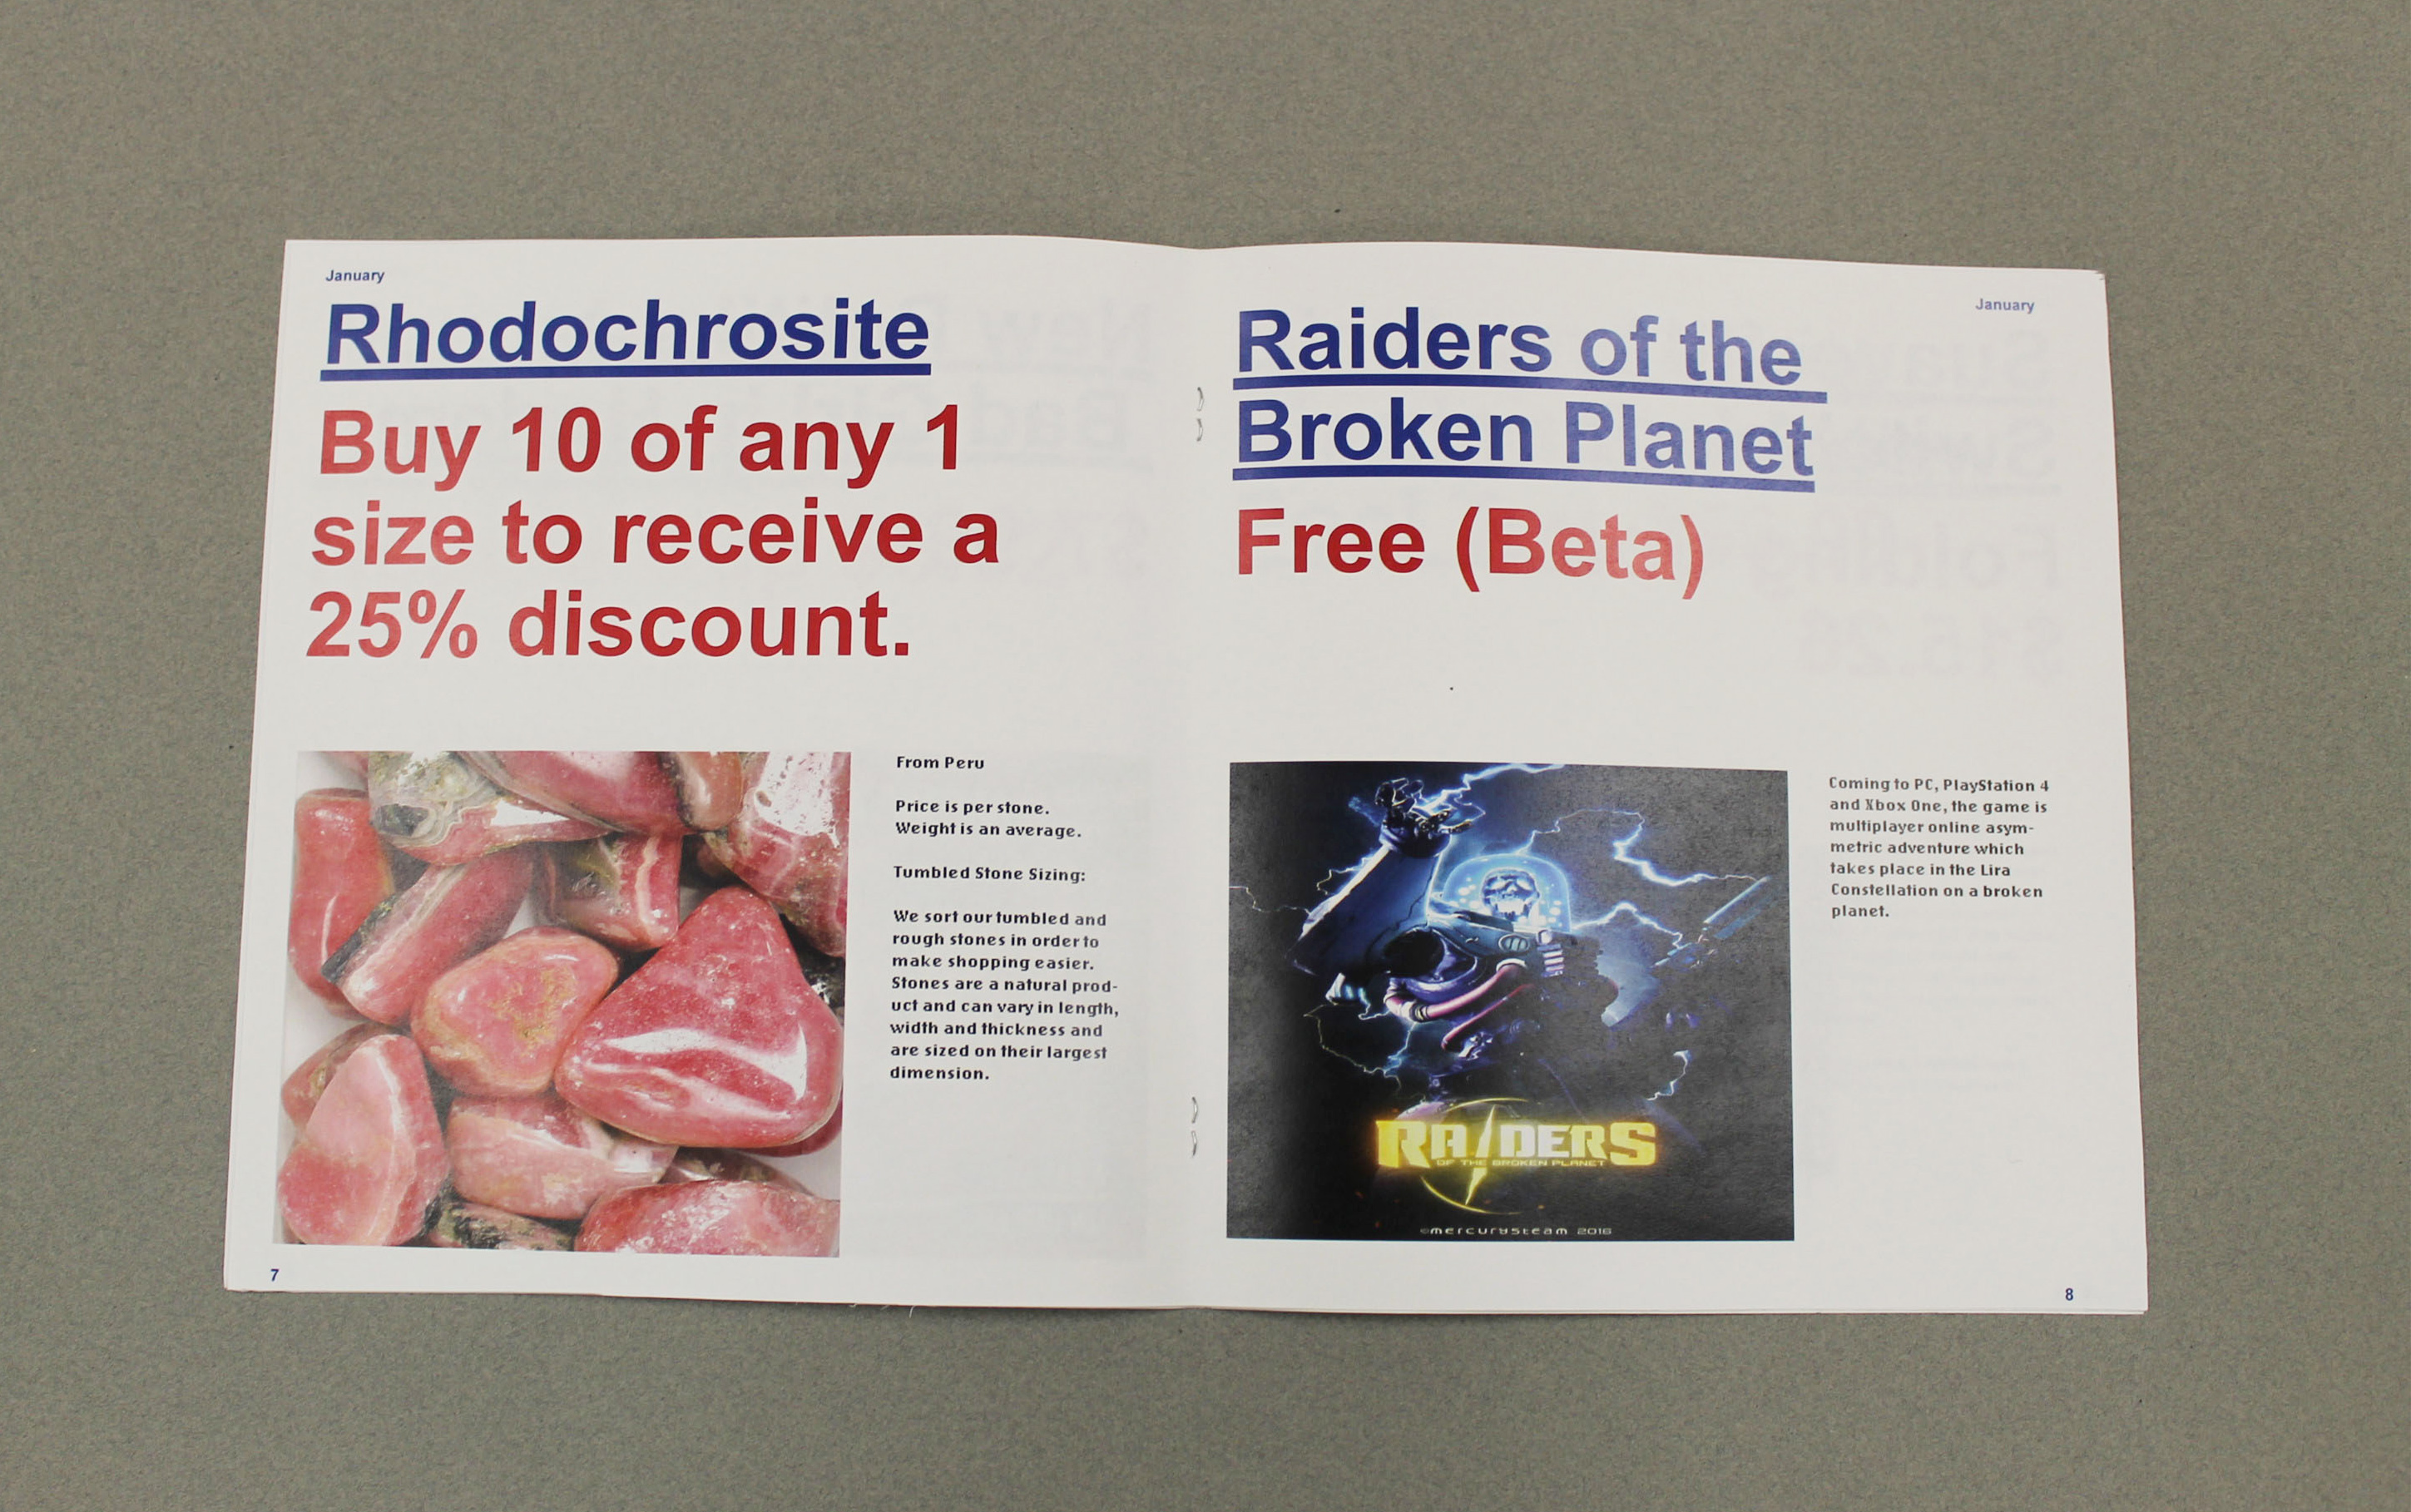 January
Rhodochrosite
Buy 10 of any 1
size to receive a
25% discount.
From Peru
Price is per stone.
Weight is an average.
Tumbled Stone Sizing:
We sort our tumbled and
rough stones in order to
make shopping easier.
Stones are a natural prod-
uct and can vary in length,
width and thickness and
are sized on their largest
dimension.
7
January
Raiders of the
Broken Planet
Free (Beta)
Coming to PC, PlayStation 4
and Xbox One, the game is
multiplayer online asym-
metric adventure which
takes place in the Lira
Constellation on a broken
planet.
RAIDERS
OF THE BROKEN PLANET
©mercurysteam 2016
8